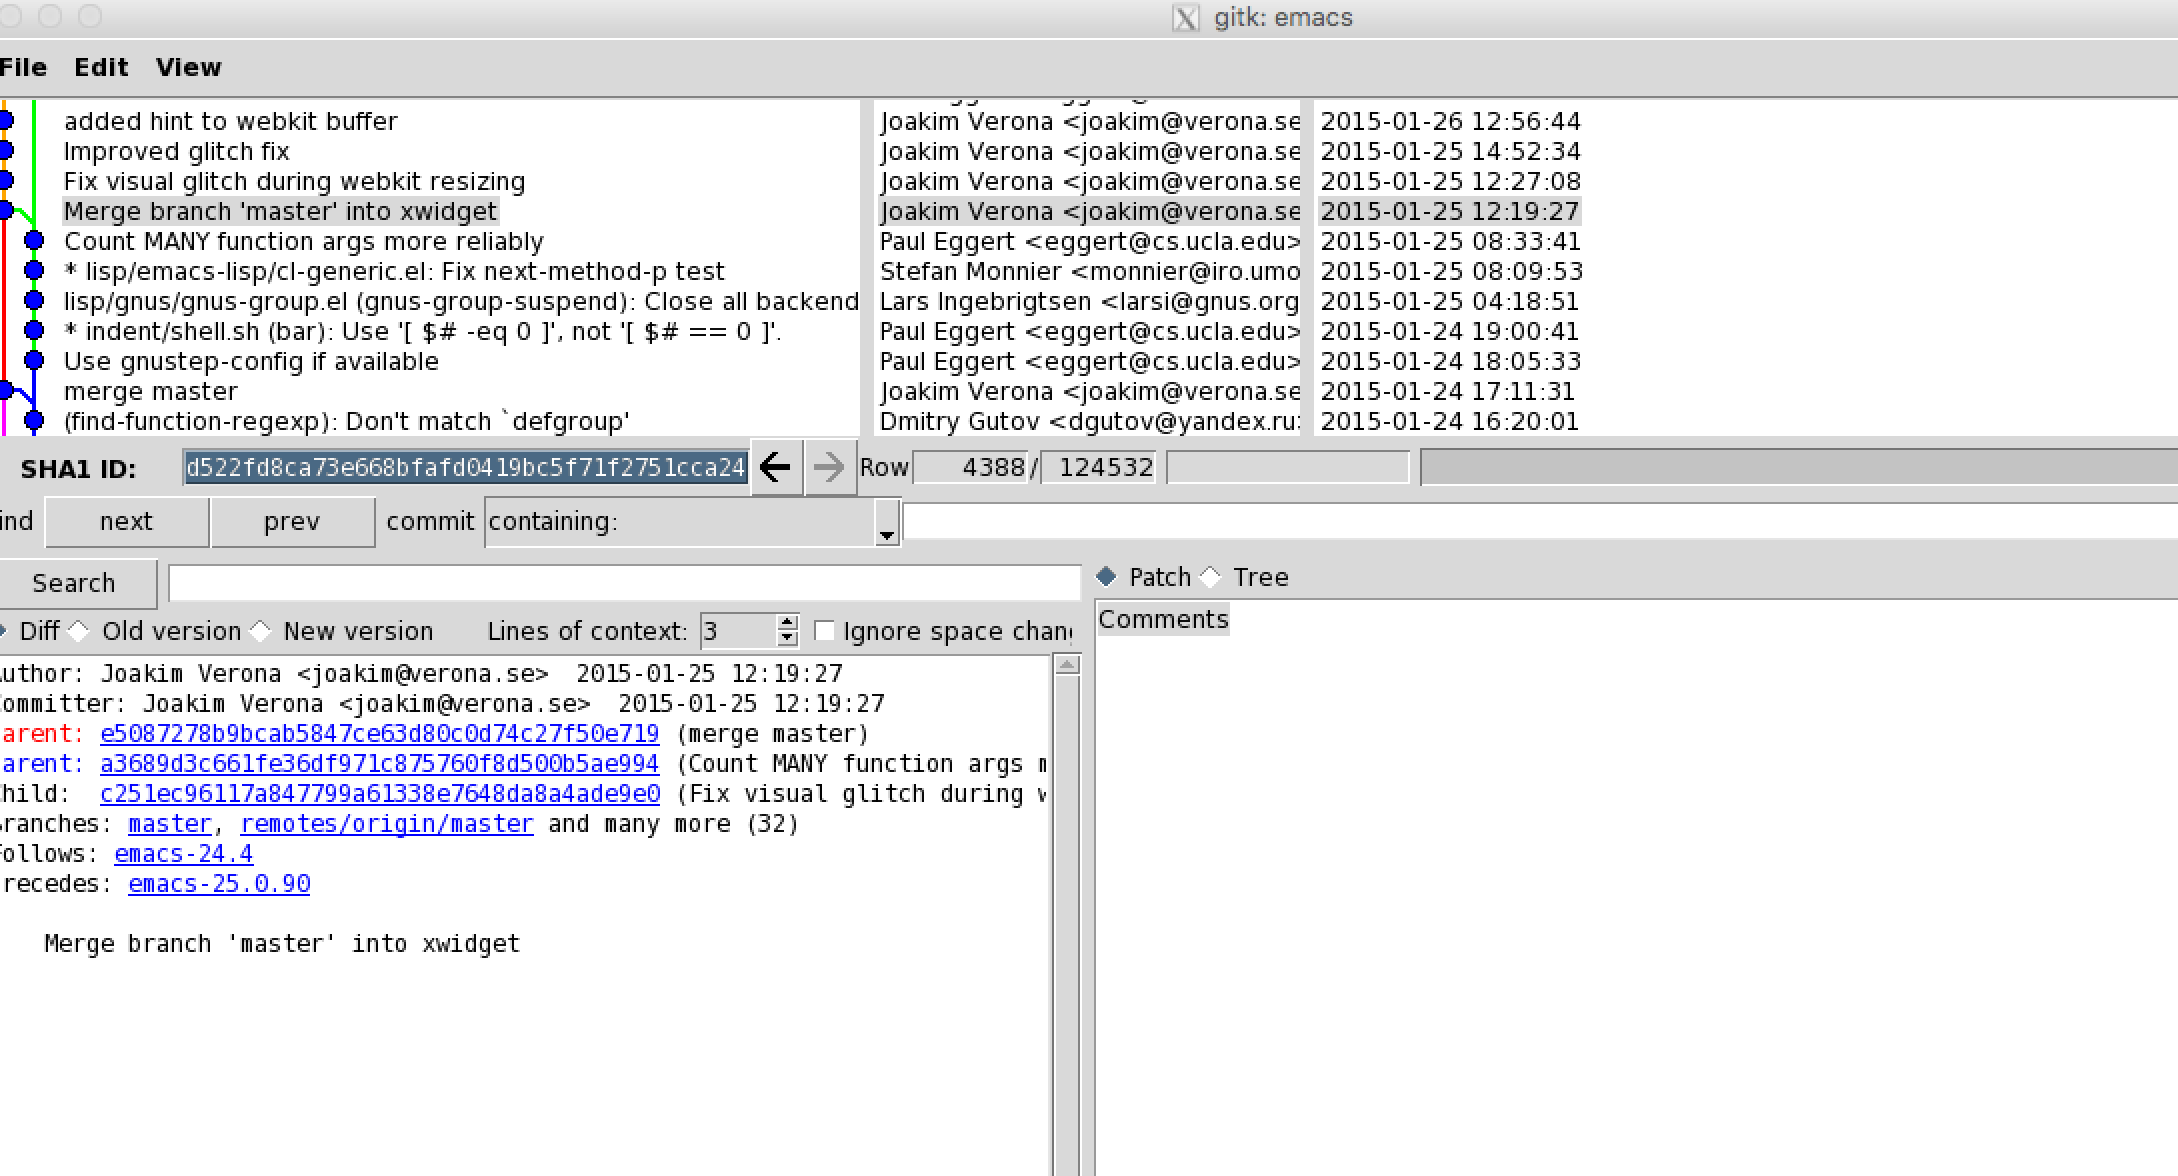 gitk: emacs
File Edit View
added hint to webkit buffer Joakim Verona <joakim@verona.se 2015-01-26 12:56:44
Improved glitch fix Joakim Verona <joakim@verona.se 2015-01-25 14:52:34
Fix visual glitch during webkit resizing Joakim Verona <joakim@verona.se 2015-01-25 12:27:08
Merge branch 'master' into xwidget Joakim Verona <joakim@verona.se 2015-01-25 12:19:27
Count MANY function args more reliably Paul Eggert <eggert@cs.ucla.edu> 2015-01-25 08:33:41
* lisp/emacs-lisp/cl-generic.el: Fix next-method-p test Stefan Monnier <monnier@iro.umo 2015-01-25 08:09:53
lisp/gnus/gnus-group.el (gnus-group-suspend): Close all backend Lars Ingebrigtsen <larsi@gnus.org 2015-01-25 04:18:51
* indent/shell.sh (bar): Use '[ $# -eq 0 ]', not '[ $# == 0 ]'. Paul Eggert <eggert@cs.ucla.edu> 2015-01-24 19:00:41
Use gnustep-config if available Paul Eggert <eggert@cs.ucla.edu> 2015-01-24 18:05:33
merge master Joakim Verona <joakim@verona.se 2015-01-24 17:11:31
(find-function-regexp): Don't match `defgroup' Dmitry Gutov <dgutov@yandex.ru> 2015-01-24 16:20:01
SHA1 ID: d522fd8ca73e668bfafd0419bc5f71f2751cca24 Row 4388 / 124532
ind next prev commit containing:
Search
Patch Tree
Comments
Diff Old version New version Lines of context: 3 Ignore space chang
uthor: Joakim Verona <joakim@verona.se> 2015-01-25 12:19:27
ommitter: Joakim Verona <joakim@verona.se> 2015-01-25 12:19:27
arent: e5087278b9bcab5847ce63d80c0d74c27f50e719 (merge master)
arent: a3689d3c661fe36df971c875760f8d500b5ae994 (Count MANY function args m
hild: c251ec96117a847799a61338e7648da8a4ade9e0 (Fix visual glitch during w
ranches: master, remotes/origin/master and many more (32)
ollows: emacs-24.4
recedes: emacs-25.0.90
Merge branch 'master' into xwidget